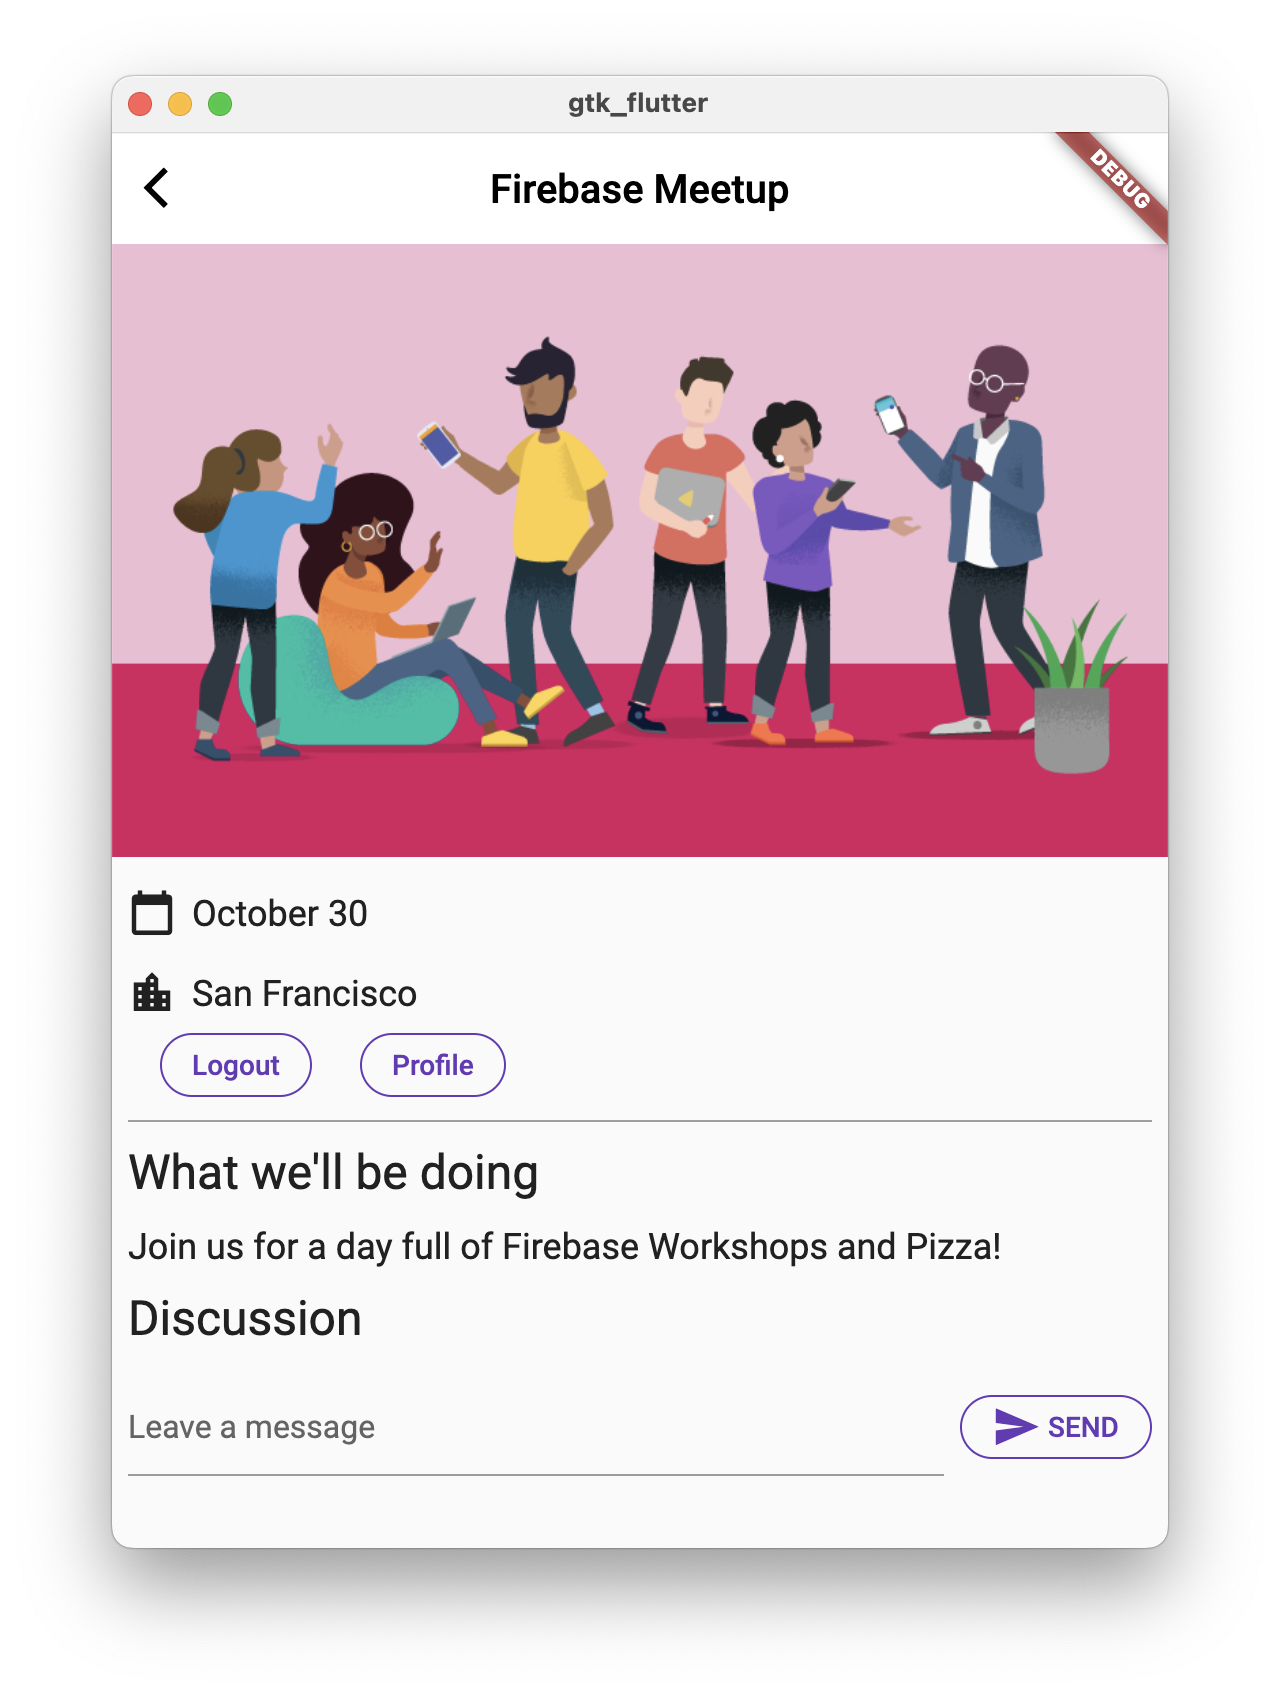 gtk_flutter
DEBUG
Firebase Meetup
October 30
San Francisco
Logout Profile
What we'll be doing
Join us for a day full of Firebase Workshops and Pizza!
Discussion
Leave a message SEND